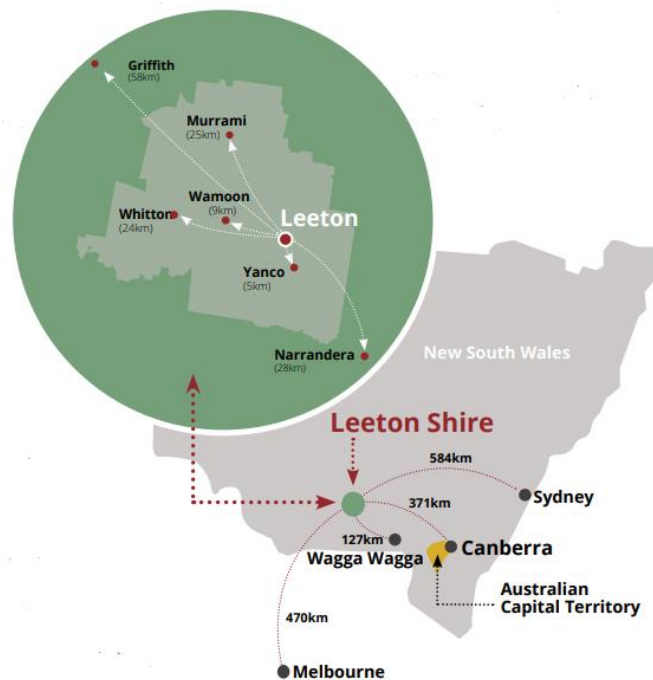 Griffith
(58km)
Murrami
(25km)
Wamoon
(9km)
Leeton
Whitton
(24km)
Yanco
(5km)
Narrandera
(28km)
New South Wales
Leeton Shire
584km
Sydney
371km
127km
Wagga Wagga
Canberra
Australian
Capital Territory
470km
Melbourne